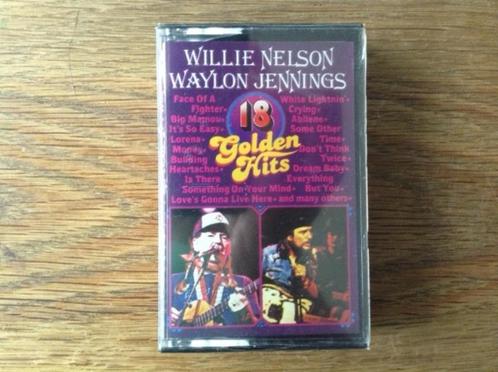 WILLIE NELSON
WAYLON JENNINGS
18
Golden
Hits
Face Of A
Fighter•
Big Mamou•
It's So Easy•
Lorena•
Money•
Building
Heartaches•
Is There
Something On Your Mind•
Love's Gonna Live Here•
White Lightnin'•
Crying•
Abilene•
Some Other
Time•
Don't Think
Twice•
Dream Baby•
Everything
But You•
and many others•